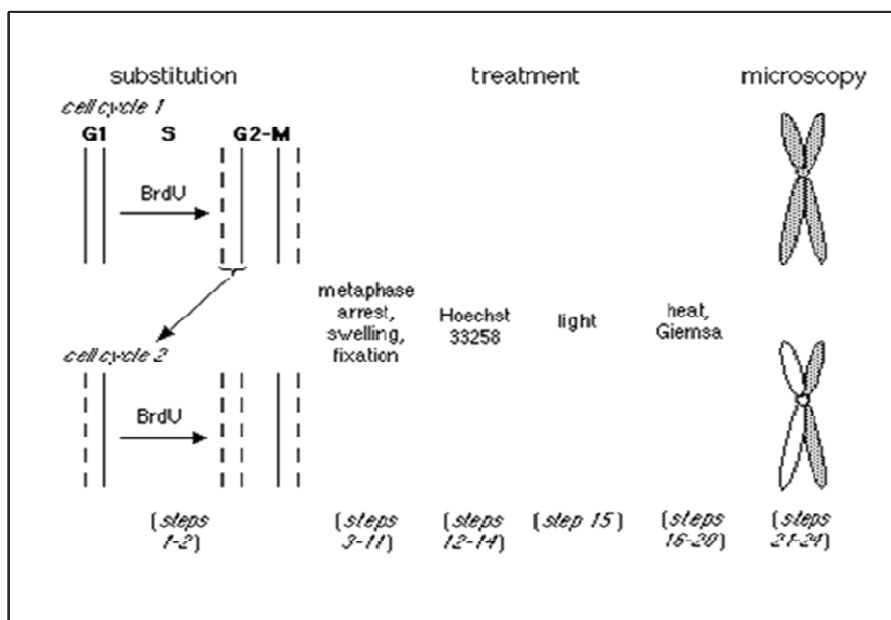 substitution treatment microscopy
cell cycle 1
G1 S G2-M
BrdU
metaphase
arrest,
swelling,
fixation
Hoechst
33258
light
heat,
Giemsa
cell cycle 2
BrdU
(steps
1-2)
(steps
3-11)
(steps
12-14)
(step 15)
(steps
16-20)
(steps
21-24)